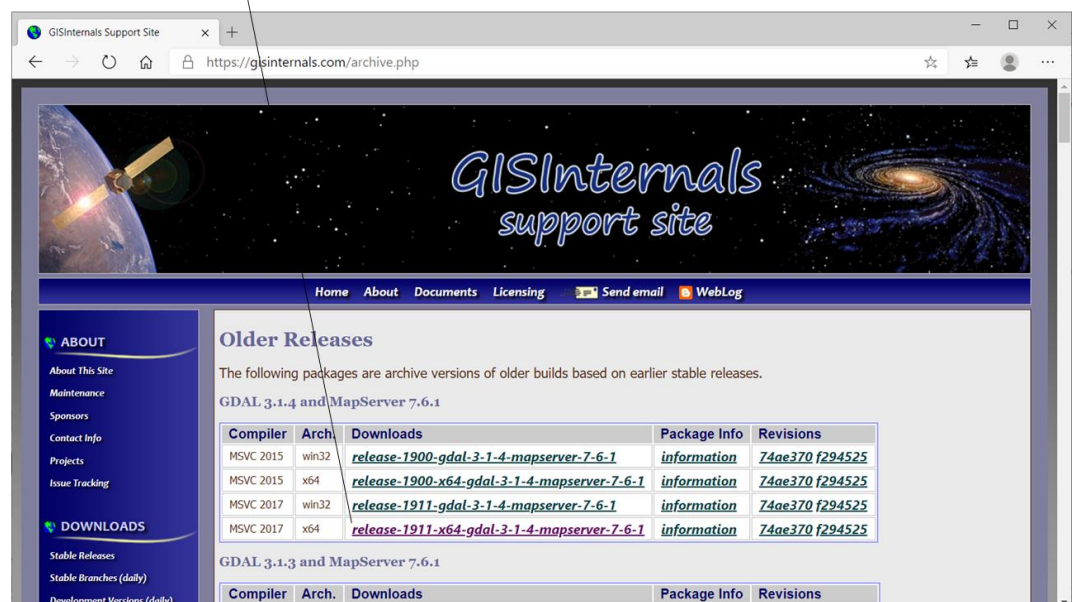 GISInternals Support Site
https://gisinternals.com/archive.php
GISInternals
support site
Home About Documents Licensing Send email WebLog
ABOUT
About This Site
Maintenance
Sponsors
Contact Info
Projects
Issue Tracking
DOWNLOADS
Stable Releases
Stable Branches (daily)
Development Versions (daily)
Older Releases
The following packages are archive versions of older builds based on earlier stable releases.
GDAL 3.1.4 and MapServer 7.6.1
Compiler Arch. Downloads Package Info Revisions
MSVC 2015 win32 release-1900-gdal-3-1-4-mapserver-7-6-1 information 74ae370 f294525
MSVC 2015 x64 release-1900-x64-gdal-3-1-4-mapserver-7-6-1 information 74ae370 f294525
MSVC 2017 win32 release-1911-gdal-3-1-4-mapserver-7-6-1 information 74ae370 f294525
MSVC 2017 x64 release-1911-x64-gdal-3-1-4-mapserver-7-6-1 information 74ae370 f294525
GDAL 3.1.3 and MapServer 7.6.1
Compiler Arch. Downloads Package Info Revisions